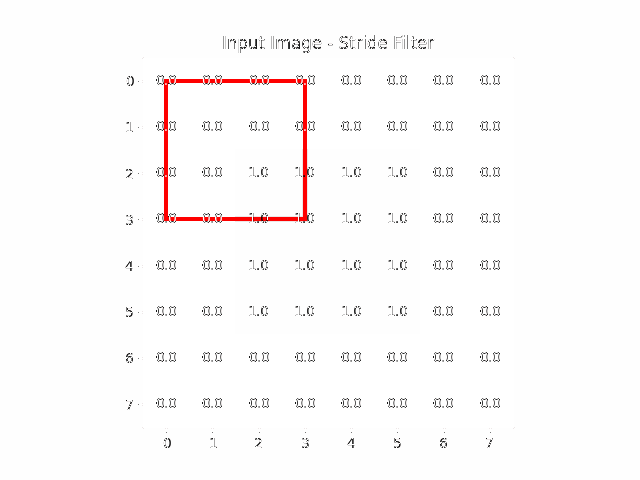 Input Image - Stride Filter
0 0.0 0.0 0.0 0.0 0.0 0.0 0.0 0.0
1 0.0 0.0 0.0 0.0 0.0 0.0 0.0 0.0
2 0.0 0.0 1.0 1.0 1.0 1.0 0.0 0.0
3 0.0 0.0 1.0 1.0 1.0 1.0 0.0 0.0
4 0.0 0.0 1.0 1.0 1.0 1.0 0.0 0.0
5 0.0 0.0 1.0 1.0 1.0 1.0 0.0 0.0
6 0.0 0.0 0.0 0.0 0.0 0.0 0.0 0.0
7 0.0 0.0 0.0 0.0 0.0 0.0 0.0 0.0
0 1 2 3 4 5 6 7